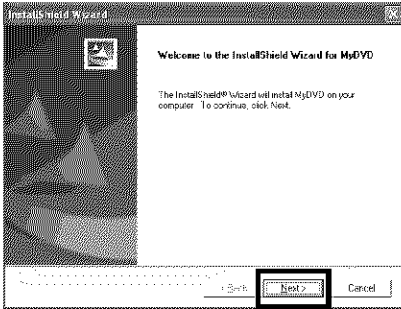 InstallShield Wizard
Welcome to the InstallShield Wizard for MyDVD
The InstallShield® Wizard will install MyDVD on your
computer. To continue, click Next.
< Back
Next >
Cancel